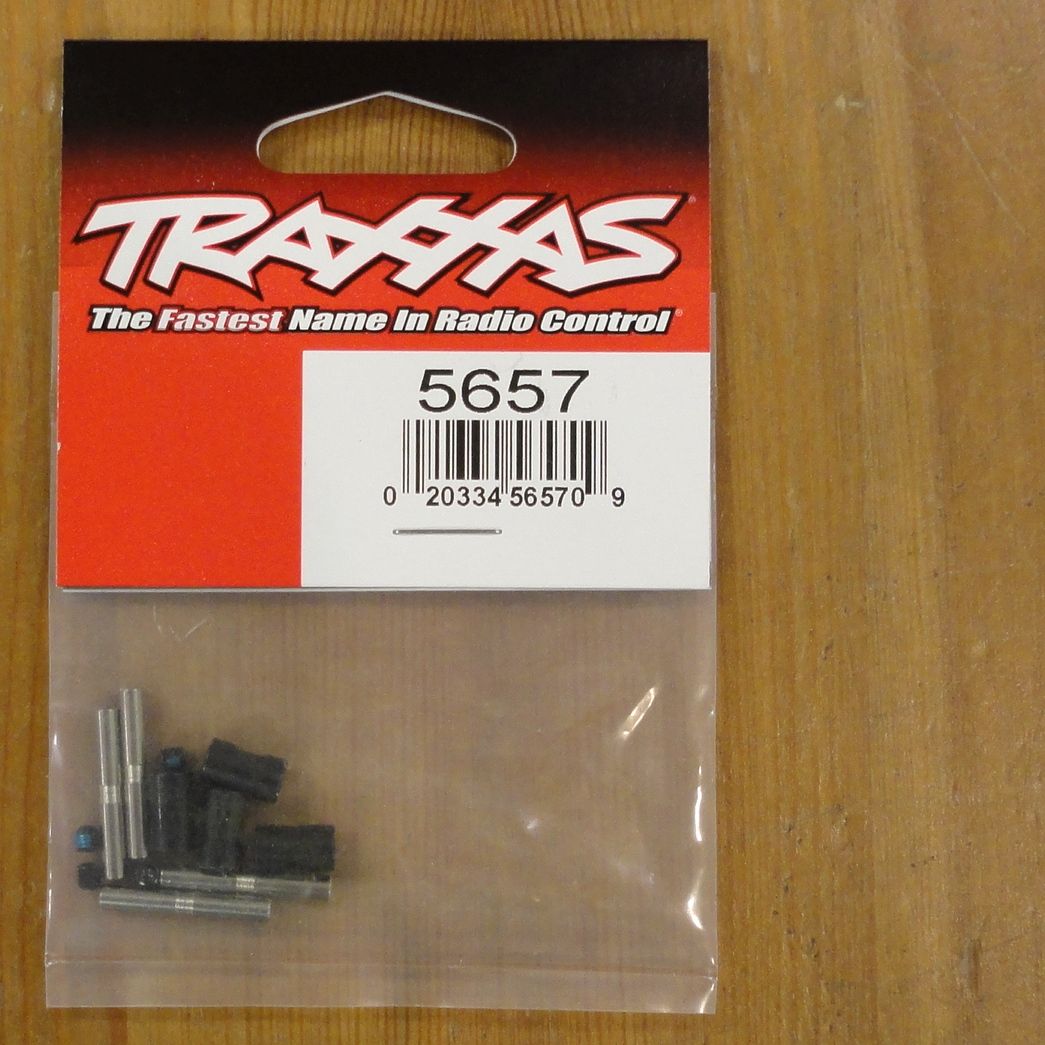 TRAXXAS®
The Fastest Name In Radio Control®
5657
0 20334 56570 9